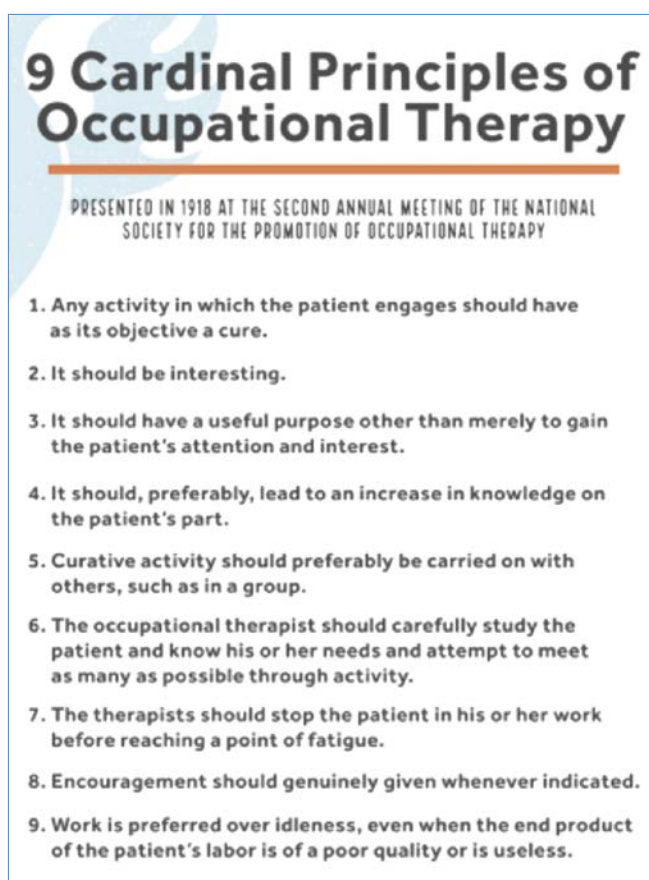 9 Cardinal Principles of
Occupational Therapy
PRESENTED IN 1918 AT THE SECOND ANNUAL MEETING OF THE NATIONAL
SOCIETY FOR THE PROMOTION OF OCCUPATIONAL THERAPY
1. Any activity in which the patient engages should have
as its objective a cure.
2. It should be interesting.
3. It should have a useful purpose other than merely to gain
the patient's attention and interest.
4. It should, preferably, lead to an increase in knowledge on
the patient's part.
5. Curative activity should preferably be carried on with
others, such as in a group.
6. The occupational therapist should carefully study the
patient and know his or her needs and attempt to meet
as many as possible through activity.
7. The therapists should stop the patient in his or her work
before reaching a point of fatigue.
8. Encouragement should genuinely given whenever indicated.
9. Work is preferred over idleness, even when the end product
of the patient's labor is of a poor quality or is useless.